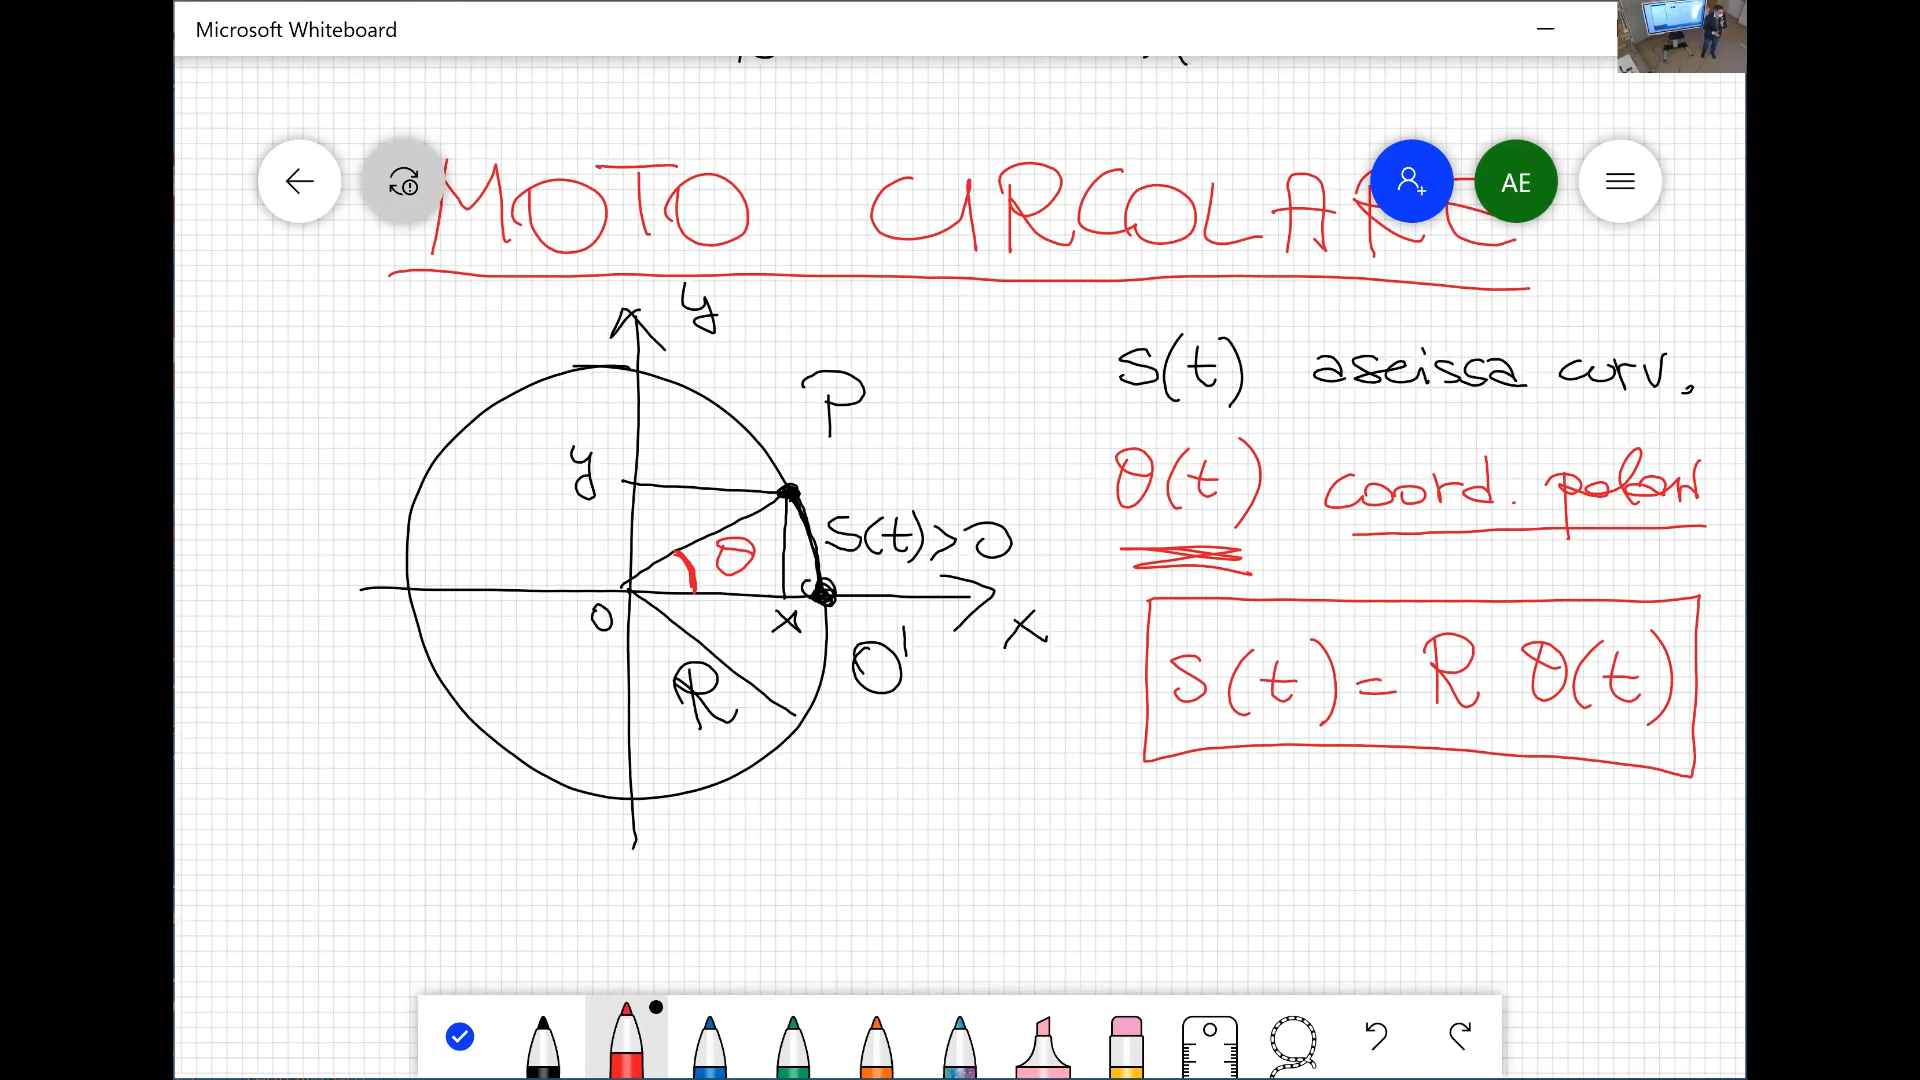 Microsoft Whiteboard
MOTO CIRCOLARE
AE
y
P
s(t) ascissa curv.
y
θ(t) coord. polari
θ
s(t)>0
O
x
x
O'
R
s(t) = R θ(t)